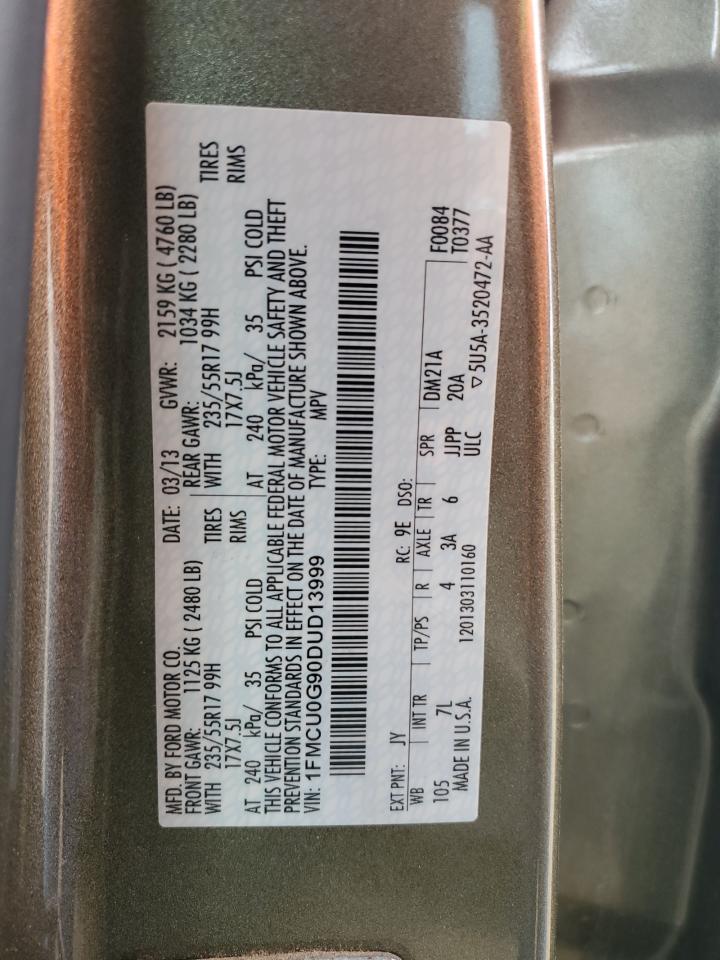 MFD. BY FORD MOTOR CO. DATE: 03/13 GVWR: 2159 KG ( 4760 LB)
FRONT GAWR: 1125 KG ( 2480 LB) REAR GAWR: 1034 KG ( 2280 LB)
WITH 235/55R17 99H TIRES WITH 235/55R17 99H TIRES
17X7.5J RIMS 17X7.5J RIMS
AT 240 kPa/ 35 PSI COLD AT 240 kPa/ 35 PSI COLD
THIS VEHICLE CONFORMS TO ALL APPLICABLE FEDERAL MOTOR VEHICLE SAFETY AND THEFT
PREVENTION STANDARDS IN EFFECT ON THE DATE OF MANUFACTURE SHOWN ABOVE.
VIN: 1FMCU0G90DUD13999 TYPE: MPV
EXT PNT: JY RC: 9E DSO: F0084
WB INT TR TP/PS R AXLE TR SPR DM21A T0377
105 7L 4 3A 6 JJPP 20A
MADE IN U.S.A. 1201303110160 ULC ▽5U5A-3520472-AA